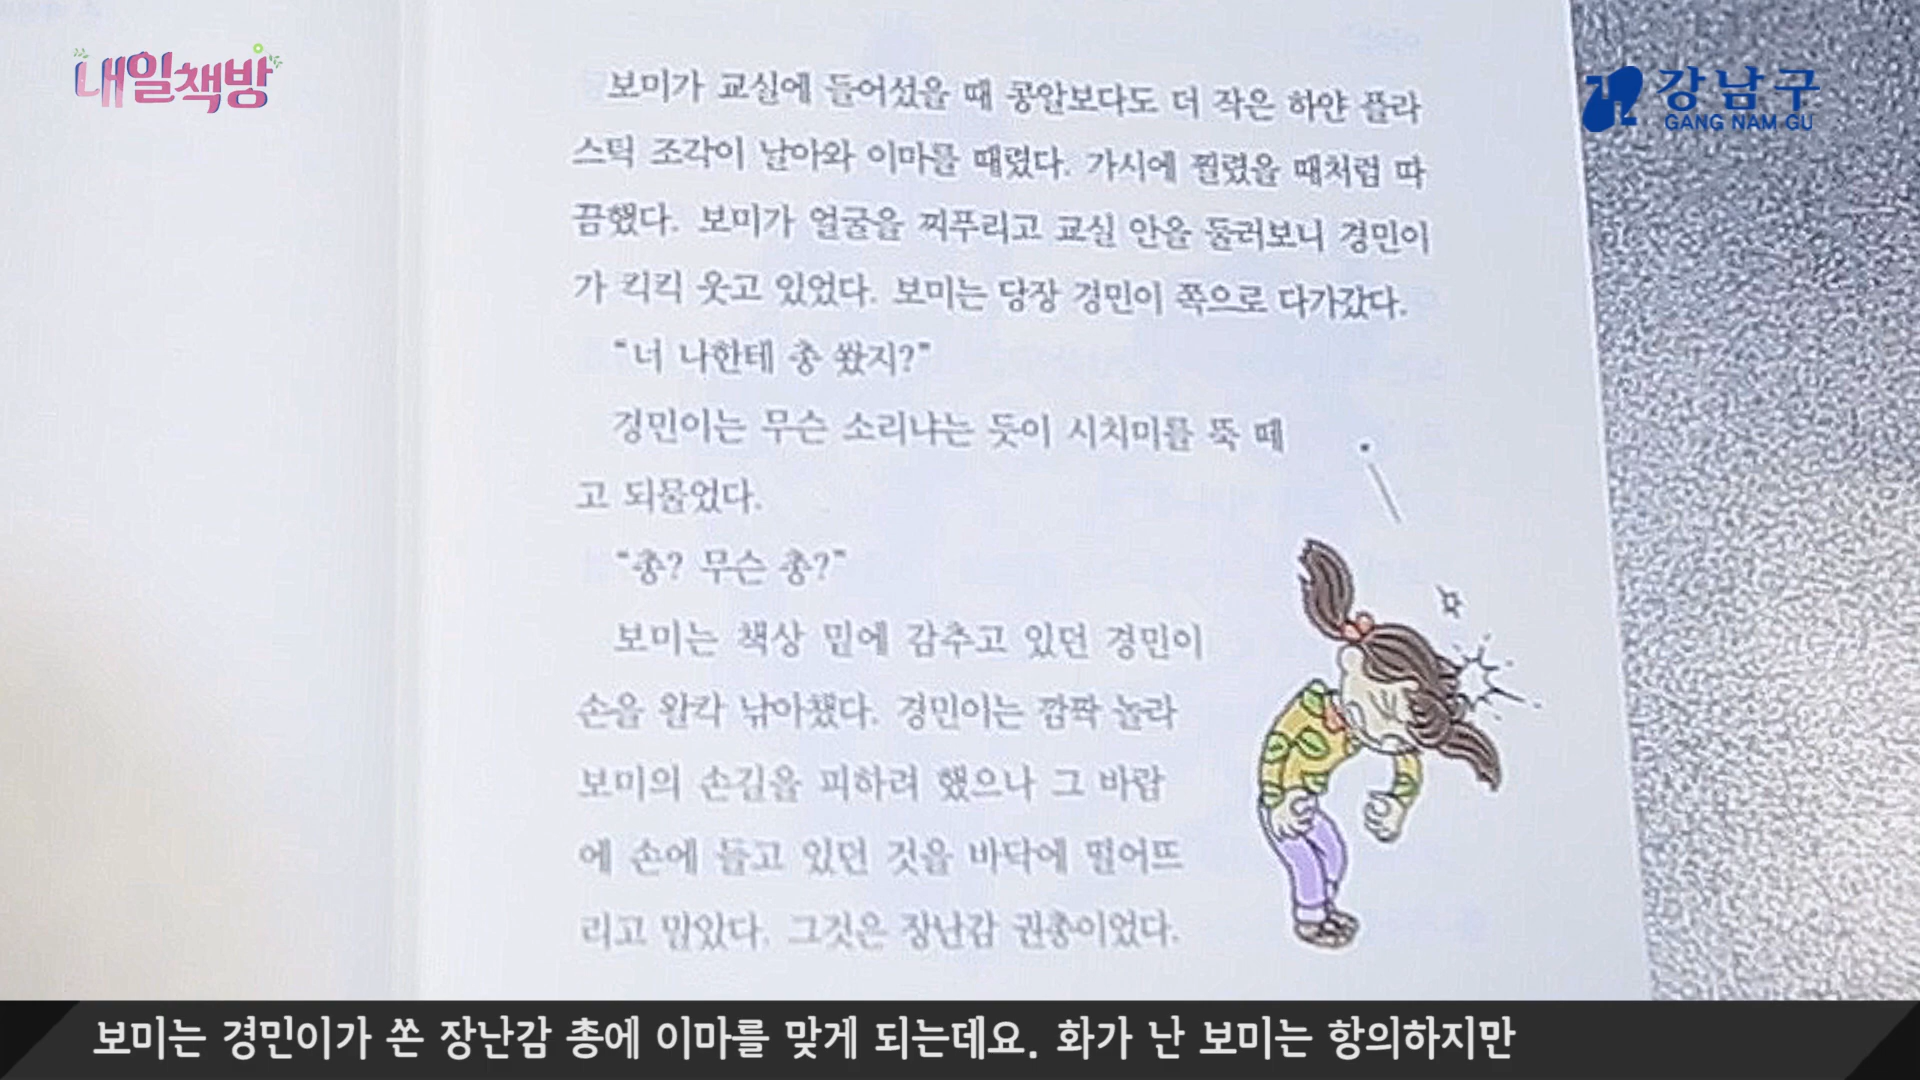 내일책방
강남구
GANG NAM GU
보미가 교실에 들어섰을 때 콩알보다도 더 작은 하얀 플라
스틱 조각이 날아와 이마를 때렸다. 가시에 찔렸을 때처럼 따
끔했다. 보미가 얼굴을 찌푸리고 교실 안을 둘러보니 경민이
가 킥킥 웃고 있었다. 보미는 당장 경민이 쪽으로 다가갔다.
“너 나한테 총 쐈지?”
경민이는 무슨 소리냐는 듯이 시치미를 뚝 떼
고 되물었다.
“총? 무슨 총?”
보미는 책상 밑에 감추고 있던 경민이
손을 왈칵 낚아챘다. 경민이는 깜짝 놀라
보미의 손길을 피하려 했으나 그 바람
에 손에 들고 있던 것을 바닥에 떨어뜨
리고 말았다. 그것은 장난감 권총이었다.
보미는 경민이가 쏜 장난감 총에 이마를 맞게 되는데요. 화가 난 보미는 항의하지만